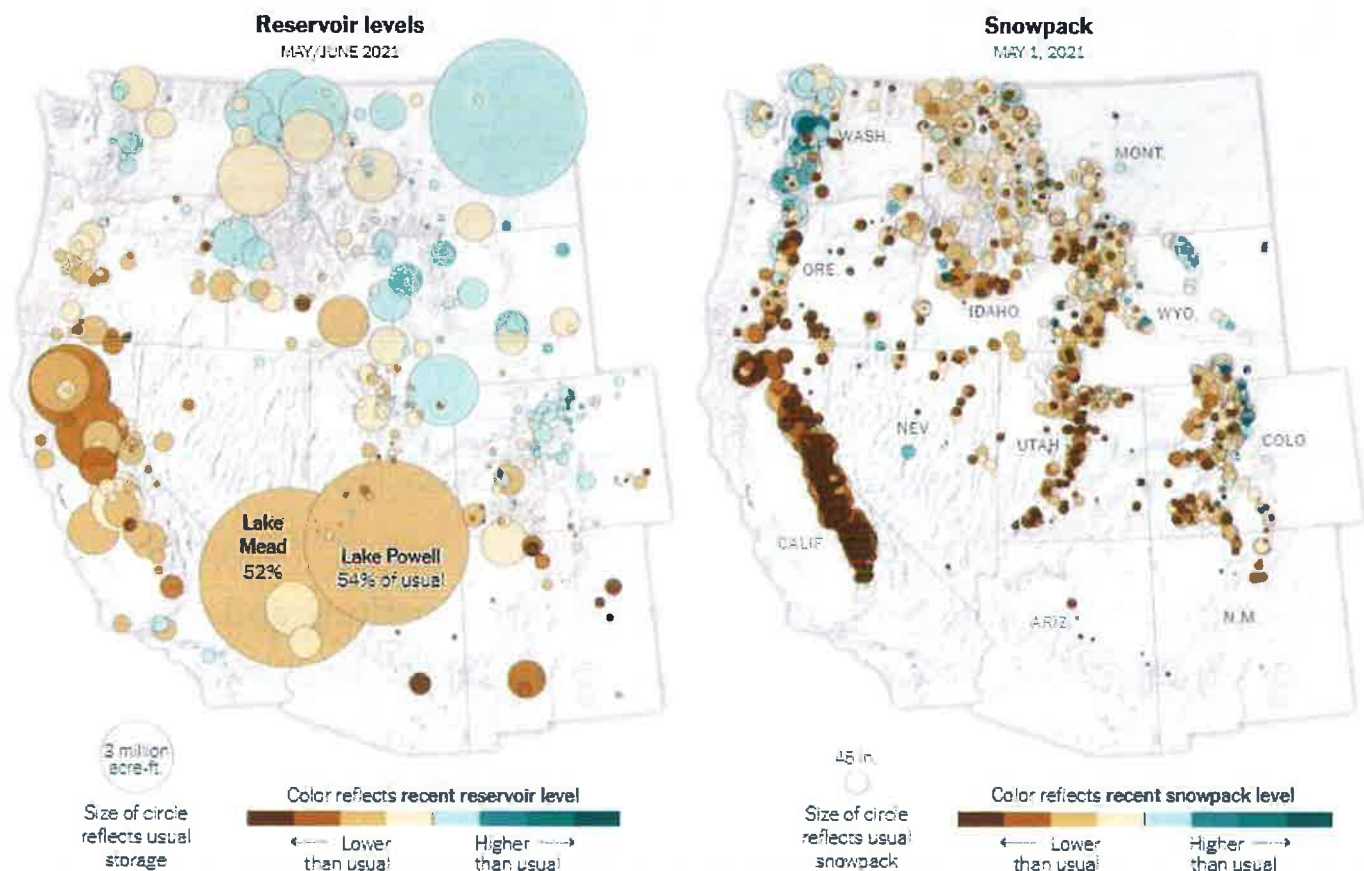 Reservoir levels
MAY/JUNE 2021
Lake
Mead
52%
Lake Powell
54% of usual
3 million
acre-ft.
Size of circle
reflects usual
storage
Color reflects recent reservoir level
Lower
than usual
Higher
than usual
Snowpack
MAY 1, 2021
WASH.
MONT.
ORE.
IDAHO
WYO.
NEV.
UTAH
COLO.
CALIF.
ARIZ.
N.M.
45 in.
Size of circle
reflects usual
snowpack
Color reflects recent snowpack level
Lower
than usual
Higher
than usual